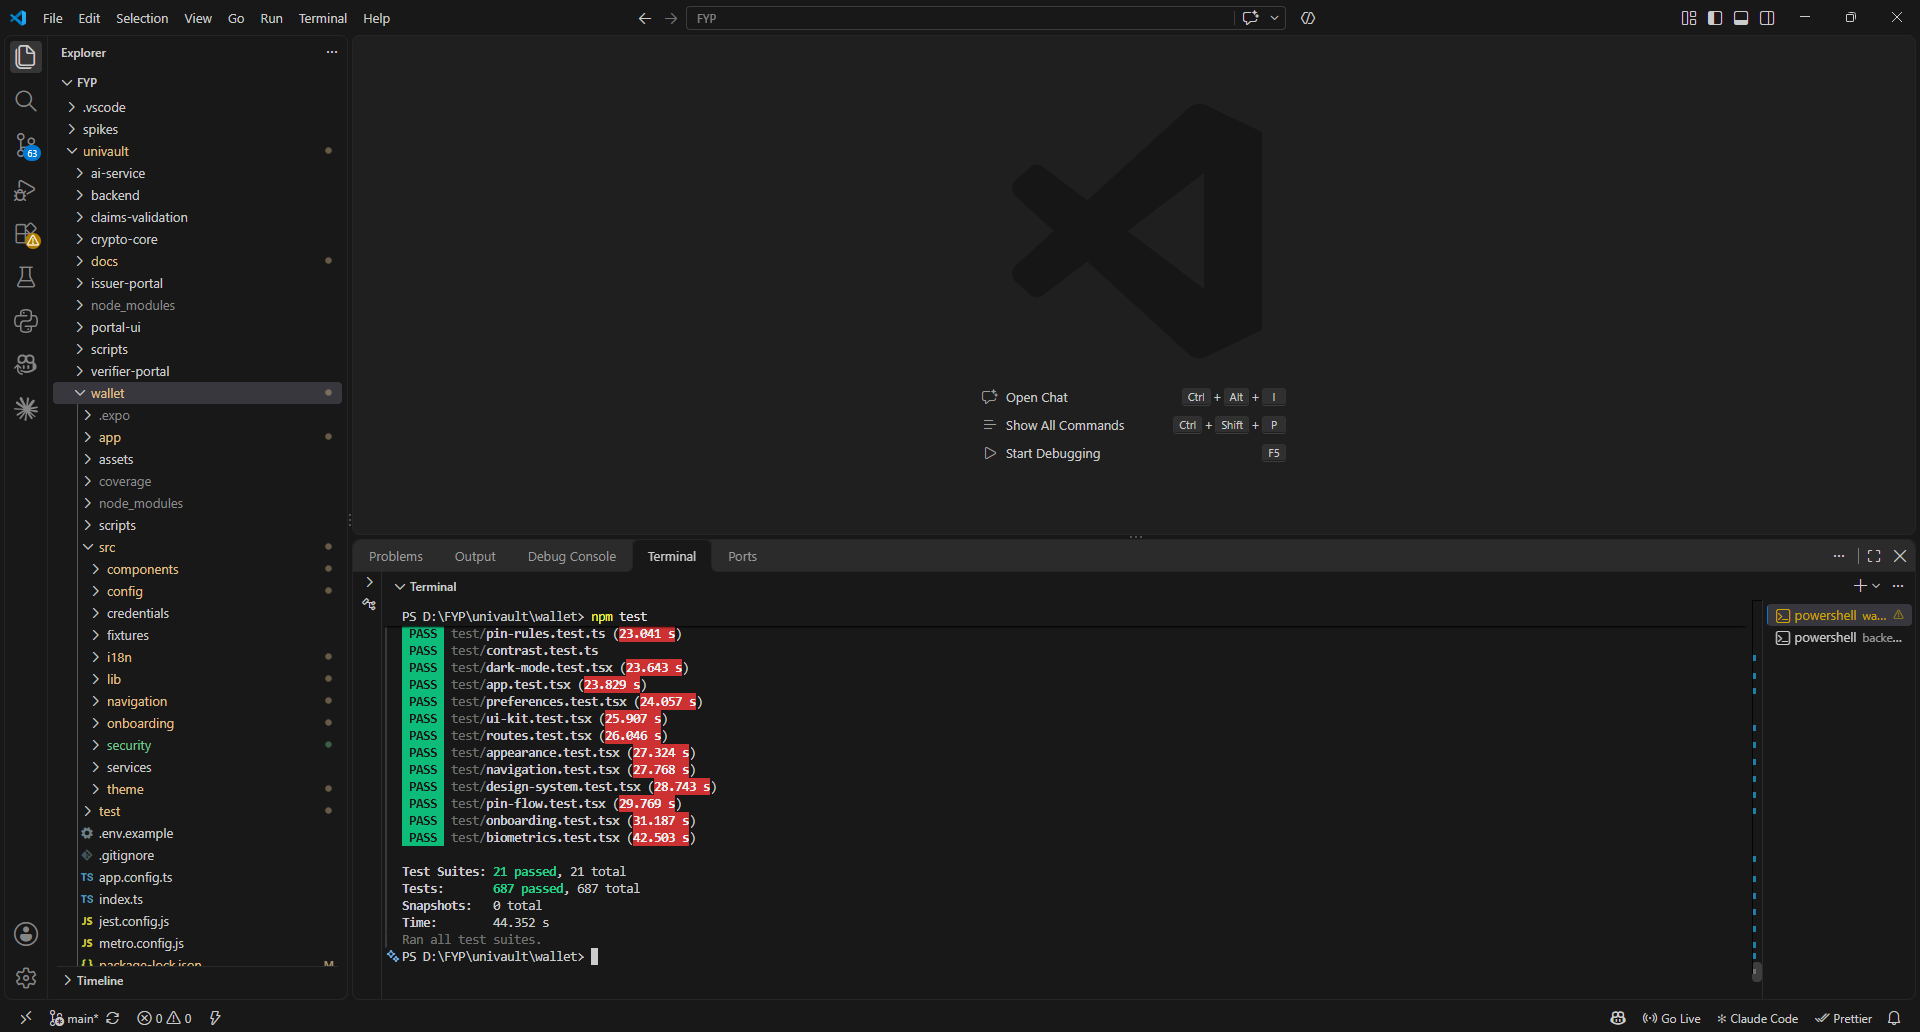 File Edit Selection View Go Run Terminal Help
FYP
Explorer
FYP
.vscode
spikes
63
univault
ai-service
backend
claims-validation
crypto-core
docs
issuer-portal
node_modules
portal-ui
scripts
verifier-portal
wallet
.expo
app
assets
coverage
node_modules
scripts
src
components
config
credentials
fixtures
i18n
lib
navigation
onboarding
security
services
theme
test
.env.example
.gitignore
TS app.config.ts
TS index.ts
JS jest.config.js
JS metro.config.js
{} package-lock.json M
Timeline
Open Chat Ctrl + Alt + I
Show All Commands Ctrl + Shift + P
Start Debugging F5
Problems Output Debug Console Terminal Ports
Terminal
PS D:\FYP\univault\wallet> npm test
PASS test/pin-rules.test.ts (23.041 s)
PASS test/contrast.test.ts
PASS test/dark-mode.test.tsx (23.643 s)
PASS test/app.test.tsx (23.829 s)
PASS test/preferences.test.tsx (24.057 s)
PASS test/ui-kit.test.tsx (25.907 s)
PASS test/routes.test.tsx (26.046 s)
PASS test/appearance.test.tsx (27.324 s)
PASS test/navigation.test.tsx (27.768 s)
PASS test/design-system.test.tsx (28.743 s)
PASS test/pin-flow.test.tsx (29.769 s)
PASS test/onboarding.test.tsx (31.187 s)
PASS test/biometrics.test.tsx (42.503 s)
Test Suites: 21 passed, 21 total
Tests: 687 passed, 687 total
Snapshots: 0 total
Time: 44.352 s
Ran all test suites.
PS D:\FYP\univault\wallet>
powershell wa...
powershell backe...
main* 0 0
Go Live Claude Code Prettier